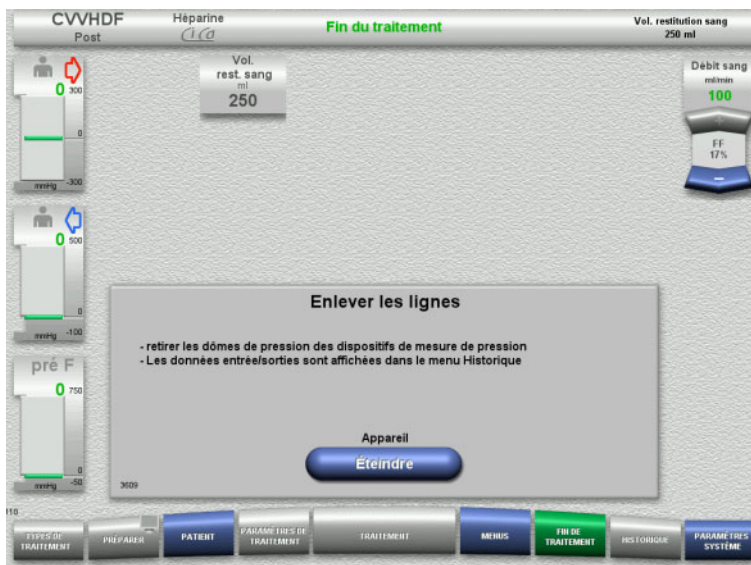 CVVHDF
Post
Héparine
Cica
Fin du traitement
Vol. restitution sang
250 ml
0
300
0
-300
mmHg
Vol.
rest. sang
ml
250
Débit sang
ml/min
100
FF
17%
0
500
0
-100
mmHg
pré F
0
750
0
-50
mmHg
Enlever les lignes
- retirer les dômes de pression des dispositifs de mesure de pression
- Les données entrée/sorties sont affichées dans le menu Historique
Appareil
Éteindre
3609
TYPES DE
TRAITEMENT
PRÉPARER
PATIENT
PARAMÈTRES DE
TRAITEMENT
TRAITEMENT
MENUS
FIN DE
TRAITEMENT
HISTORIQUE
PARAMÈTRES
SYSTÈME